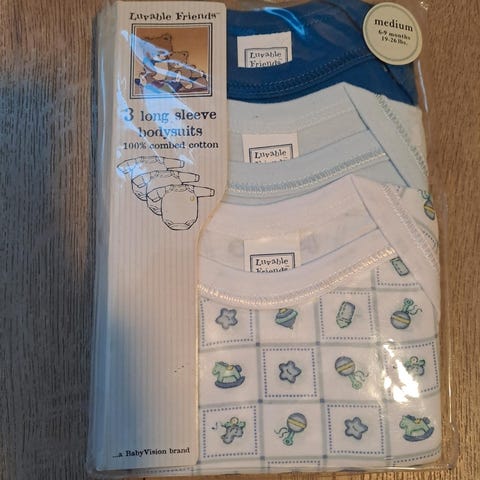 Luvable Friends™
3 long sleeve
bodysuits
100% combed cotton
...a BabyVision brand
medium
6-9 months
19-26 lbs.
Luvable
Friends
Luvable
Friends
Luvable
Friends